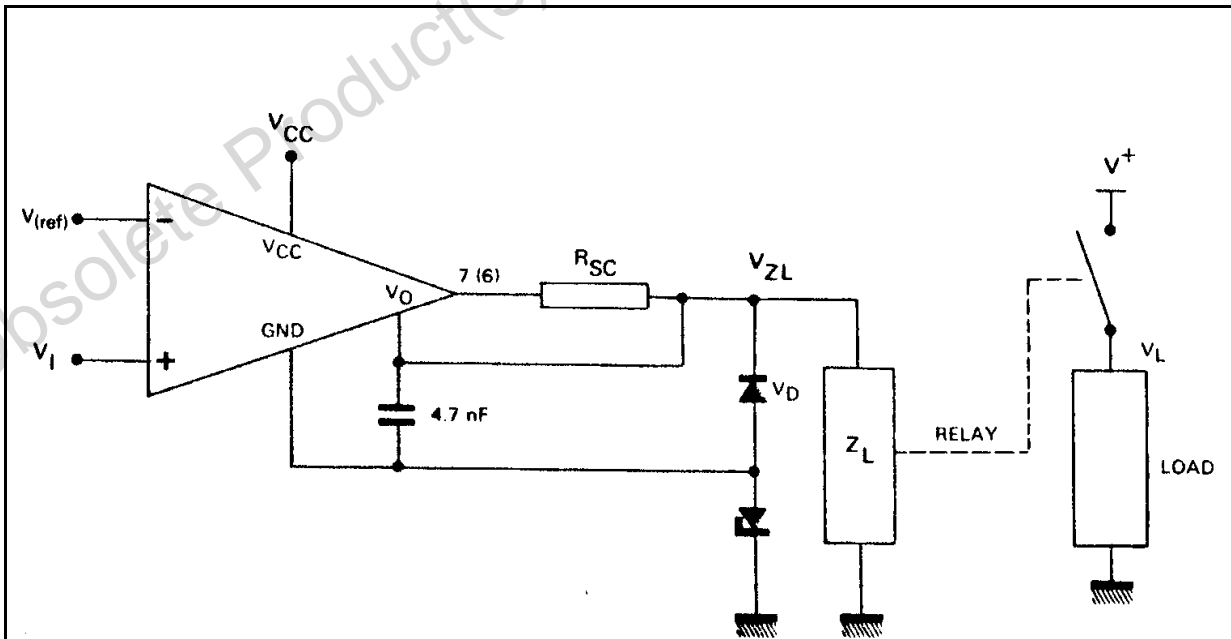 Obsolete Product(s)
VCC
V+
V(ref)
-
VCC
7 (6)
RSC
VZL
VO
GND
VI
+
4.7 nF
VD
ZL
RELAY
VL
LOAD